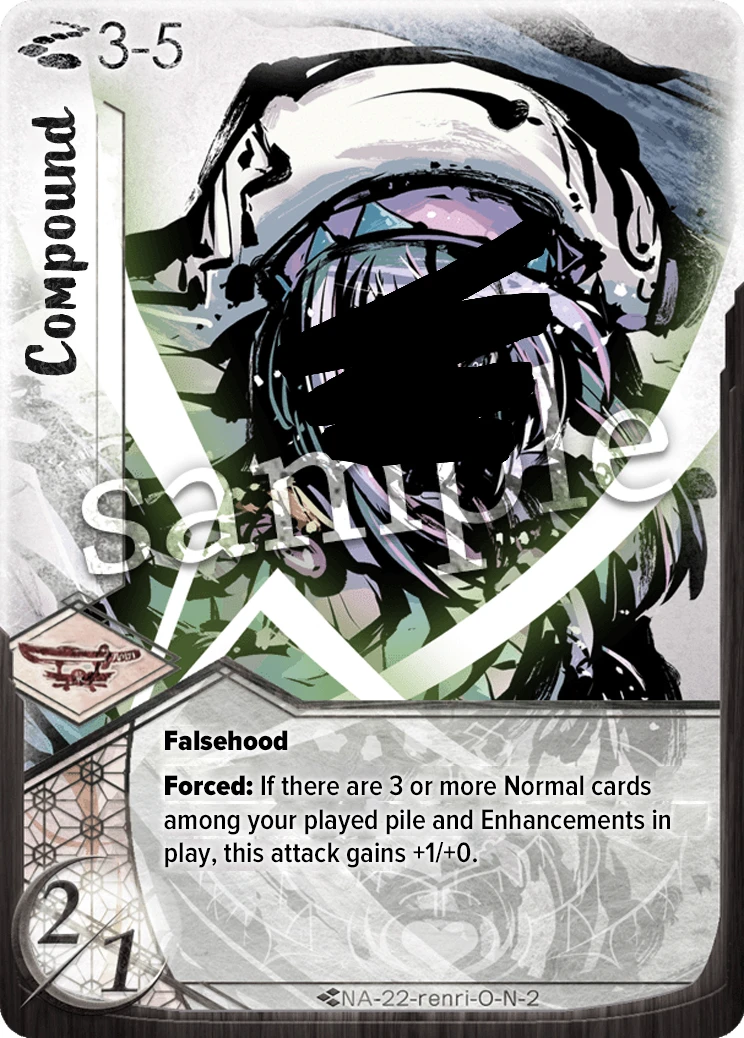 3-5
Compound
sample
Falsehood
Forced: If there are 3 or more Normal cards
among your played pile and Enhancements in
play, this attack gains +1/+0.
2/1
NA-22-renri-O-N-2